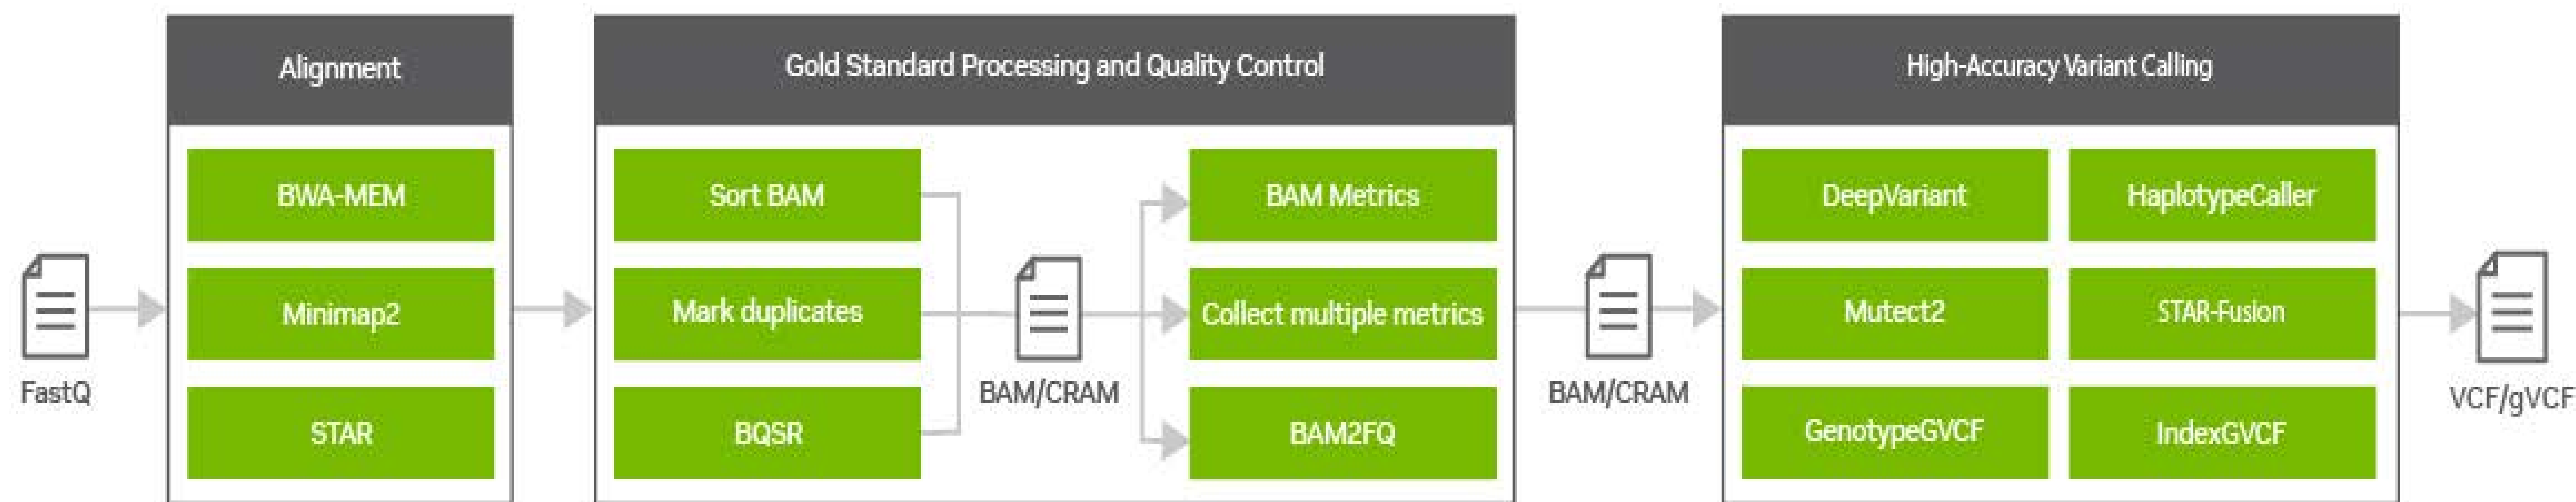 Alignment
Gold Standard Processing and Quality Control
High-Accuracy Variant Calling
BWA-MEM
Sort BAM
BAM Metrics
DeepVariant
HaplotypeCaller
Minimap2
Mark duplicates
Collect multiple metrics
Mutect2
STAR-Fusion
FastQ
BAM/CRAM
BAM/CRAM
VCF/gVCF
STAR
BQSR
BAM2FQ
GenotypeGVCF
IndexGVCF